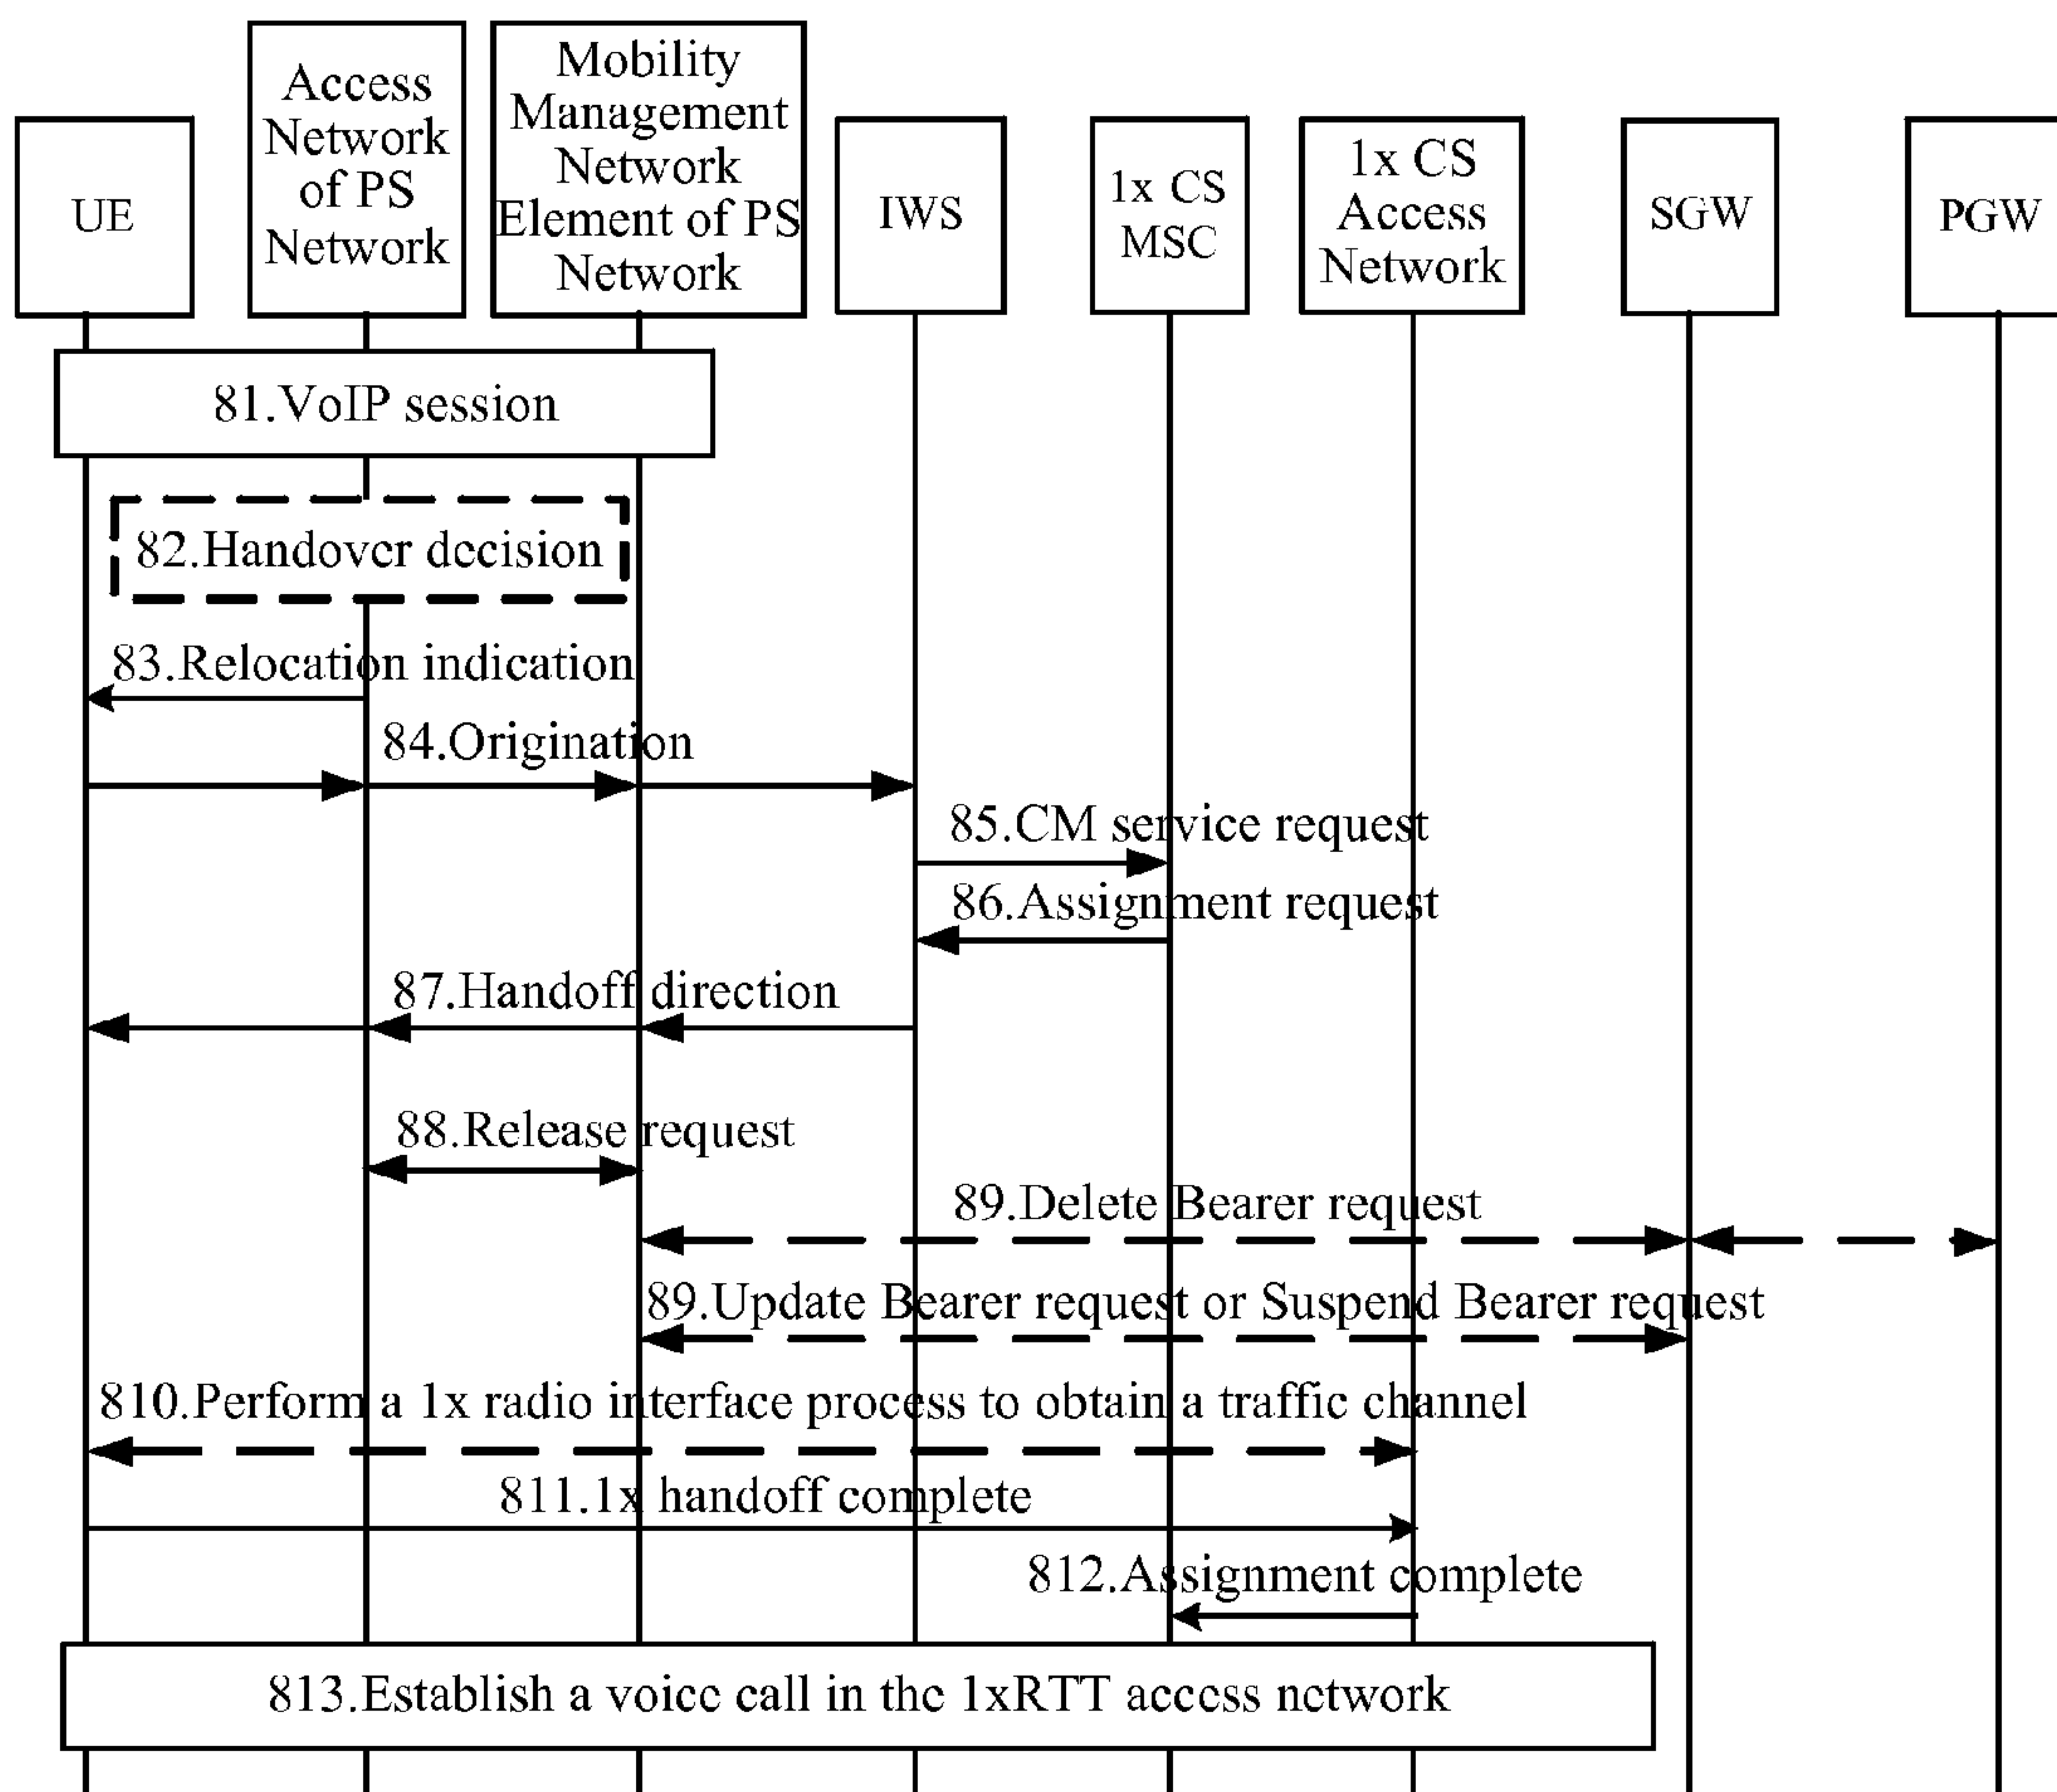 UE
Access
Network
of PS
Network
Mobility
Management
Network
Element of PS
Network
IWS
1x CS
MSC
1x CS
Access
Network
SGW
PGW
81.VoIP session
82.Handover decision
83.Relocation indication
84.Origination
85.CM service request
86.Assignment request
87.Handoff direction
88.Release request
89.Delete Bearer request
89.Update Bearer request or Suspend Bearer request
810.Perform a 1x radio interface process to obtain a traffic channel
811.1x handoff complete
812.Assignment complete
813.Establish a voice call in the 1xRTT access network